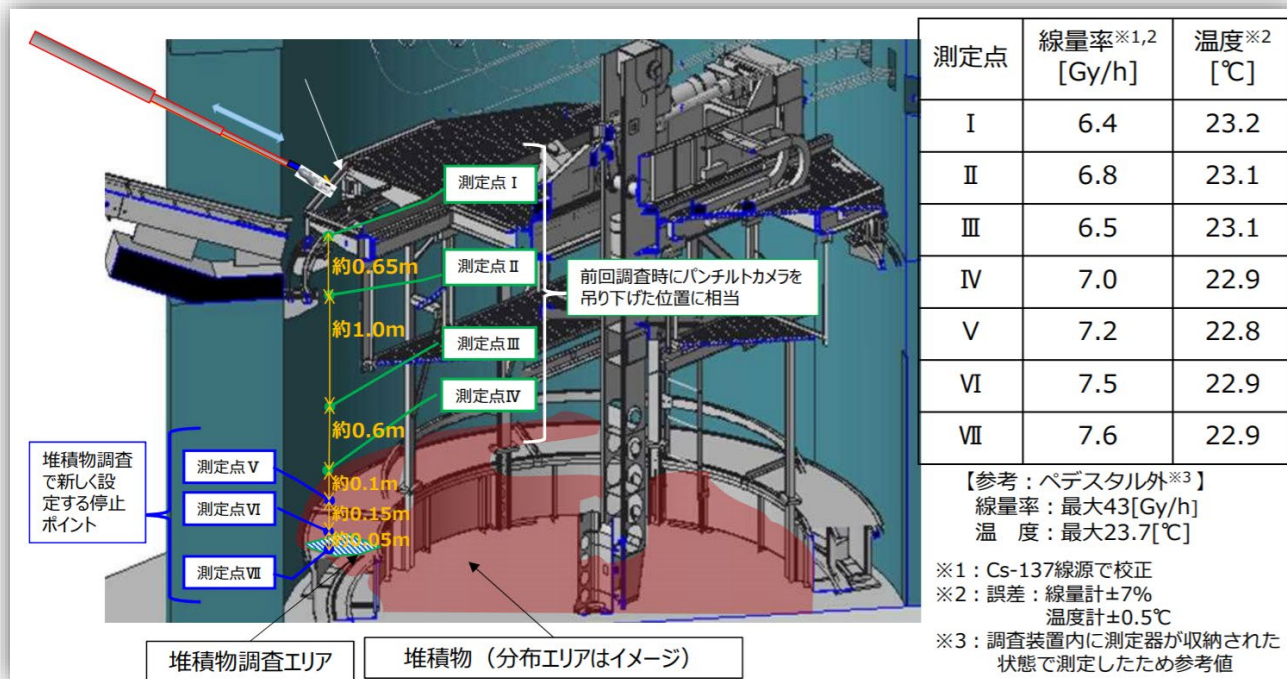 測定点Ⅰ
約0.65m
測定点Ⅱ
約1.0m
測定点Ⅲ
約0.6m
測定点Ⅳ
前回調査時にパンチルトカメラを
吊り下げた位置に相当
堆積物調査
で新しく設
定する停止
ポイント
測定点Ⅴ
約0.1m
測定点Ⅵ
約0.15m
約0.05m
測定点Ⅶ
堆積物調査エリア
堆積物（分布エリアはイメージ）
測定点 線量率※1,2 [Gy/h] 温度※2 [℃]
Ⅰ 6.4 23.2
Ⅱ 6.8 23.1
Ⅲ 6.5 23.1
Ⅳ 7.0 22.9
Ⅴ 7.2 22.8
Ⅵ 7.5 22.9
Ⅶ 7.6 22.9
【参考：ペデスタル外※3】
線量率：最大43[Gy/h]
温　度：最大23.7[℃]
※1：Cs-137線源で校正
※2：誤差：線量計±7%
温度計±0.5℃
※3：調査装置内に測定器が収納された
状態で測定したため参考値